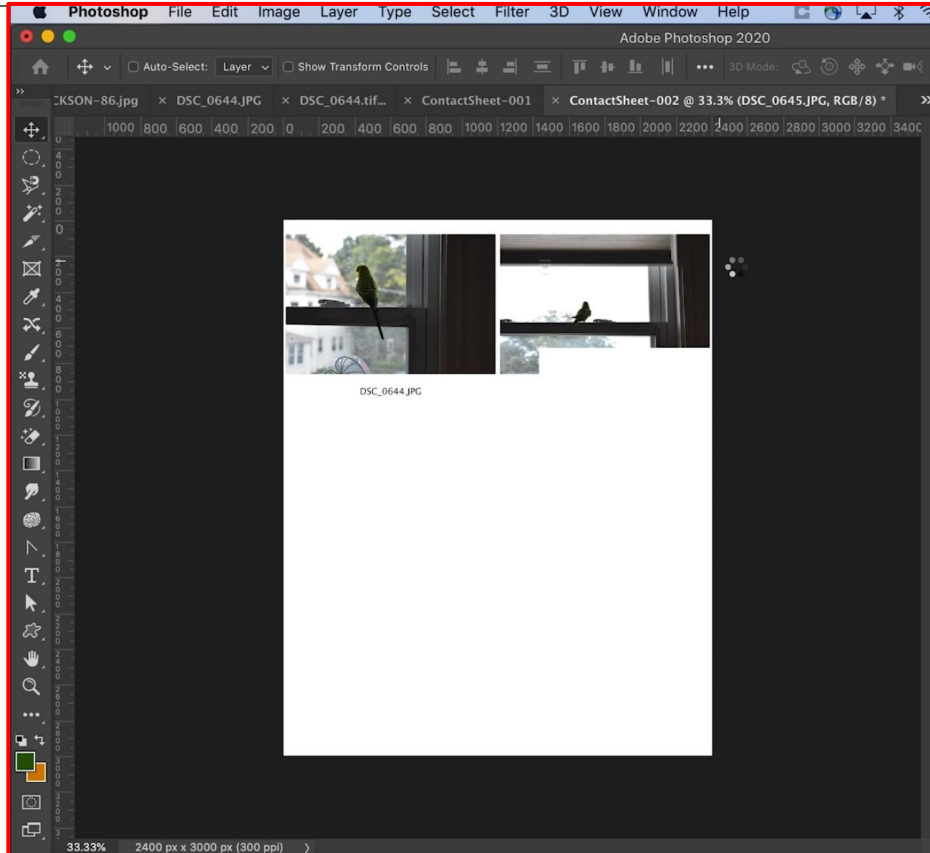 Photoshop File Edit Image Layer Type Select Filter 3D View Window Help
Adobe Photoshop 2020
Auto-Select: Layer Show Transform Controls 3D Mode:
CKSON-86.jpg × DSC_0644.JPG × DSC_0644.tif... × ContactSheet-001 × ContactSheet-002 @ 33.3% (DSC_0645.JPG, RGB/8) *
1000 800 600 400 200 0 200 400 600 800 1000 1200 1400 1600 1800 2000 2200 2400 2600 2800 3000 3200 3400
DSC_0644.JPG
T
33.33% 2400 px x 3000 px (300 ppi)